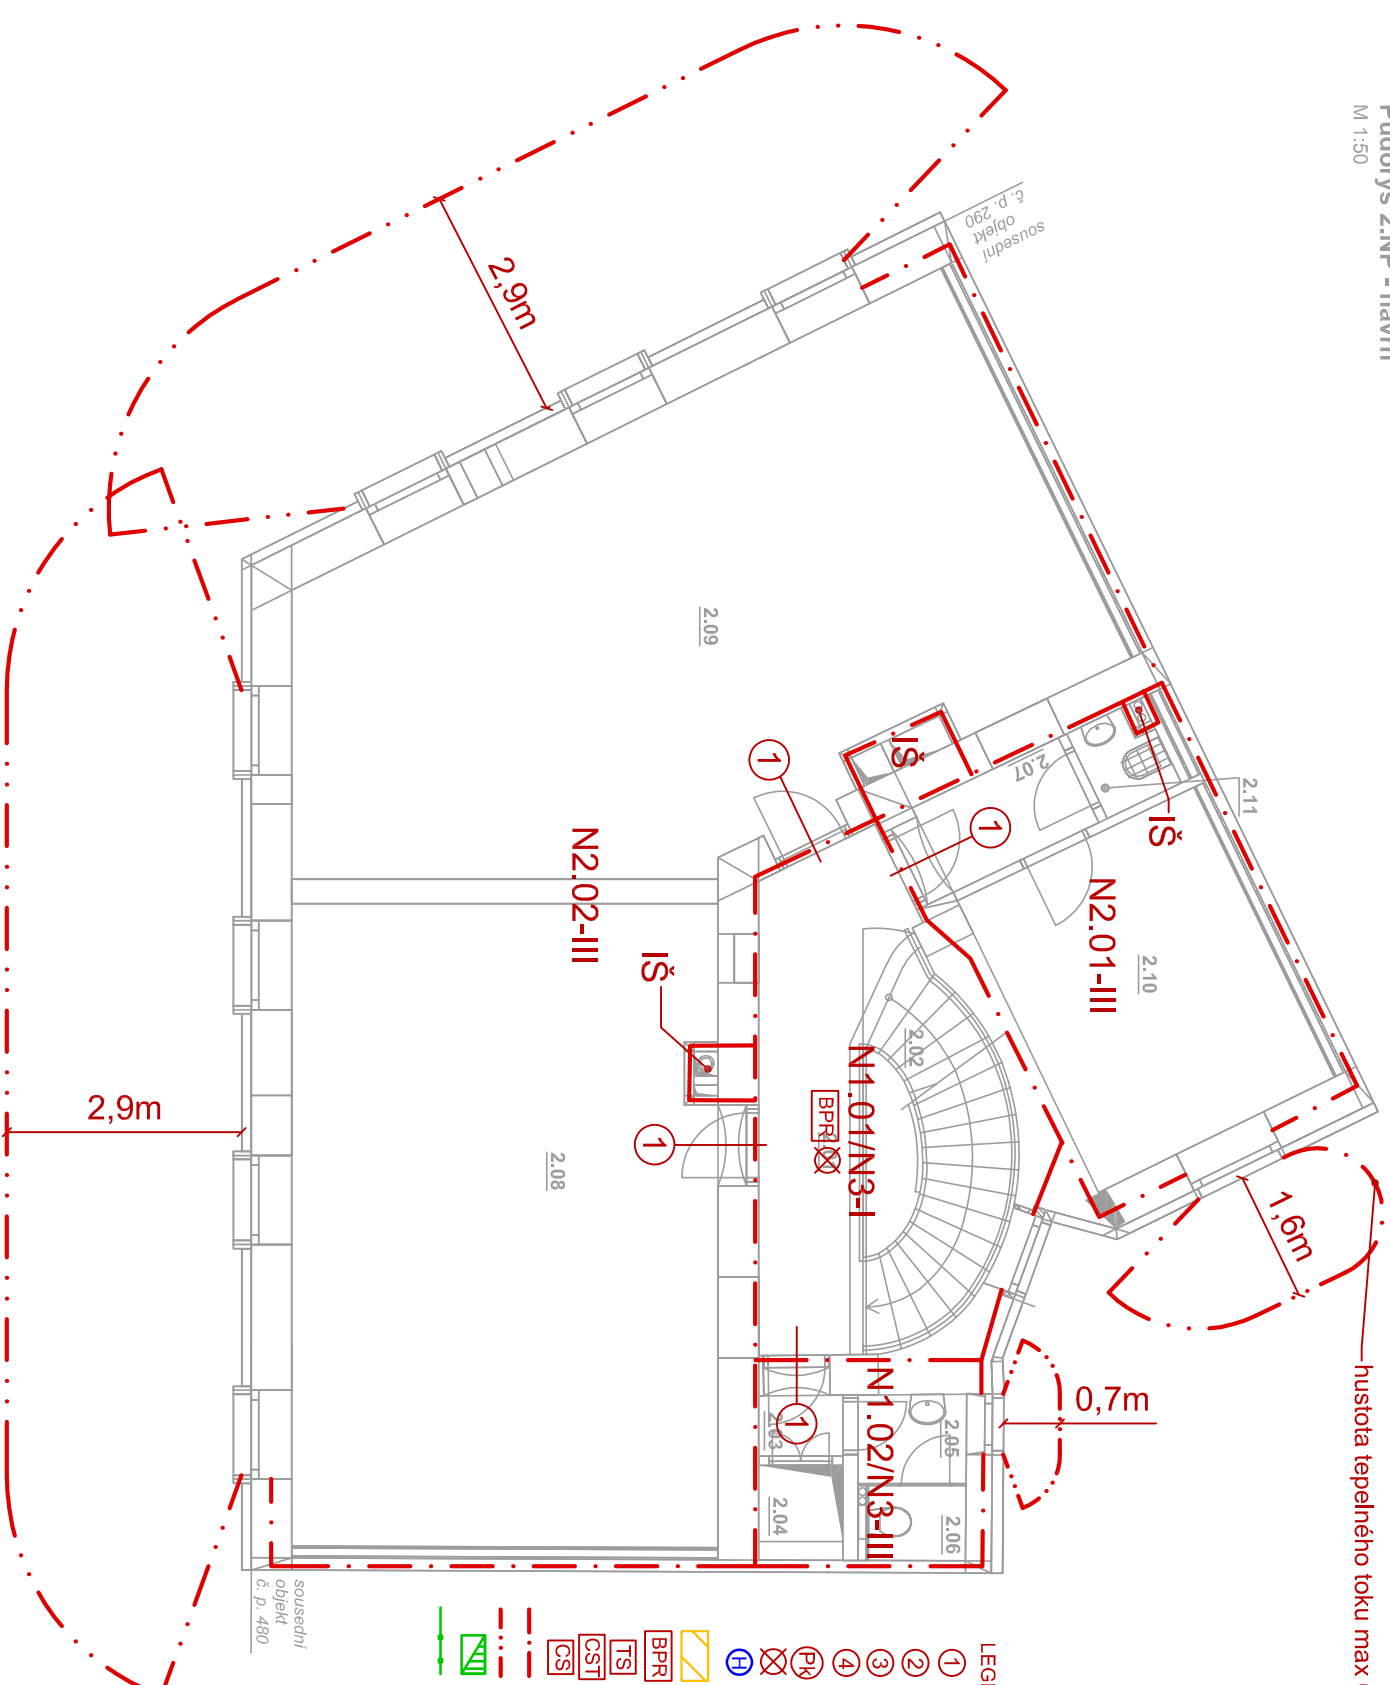 M 1:50
2,9m
sousední
objekt
č. p. 290
2.09
IŠ
1
2.07
2.11
IŠ
1
N2.02-III
N2.01-III
2.10
IŠ
2.02
N1.01/N3-I
BPR
2,9m
1
2.08
1,6m
0,7m
hustota tepelného toku max
N1.02/N3-III
1
2.03
2.05
2.04
2.06
sousední
objekt
č. p. 480
1
2
3
4
Pk
H
BPR
TS
CST
CS